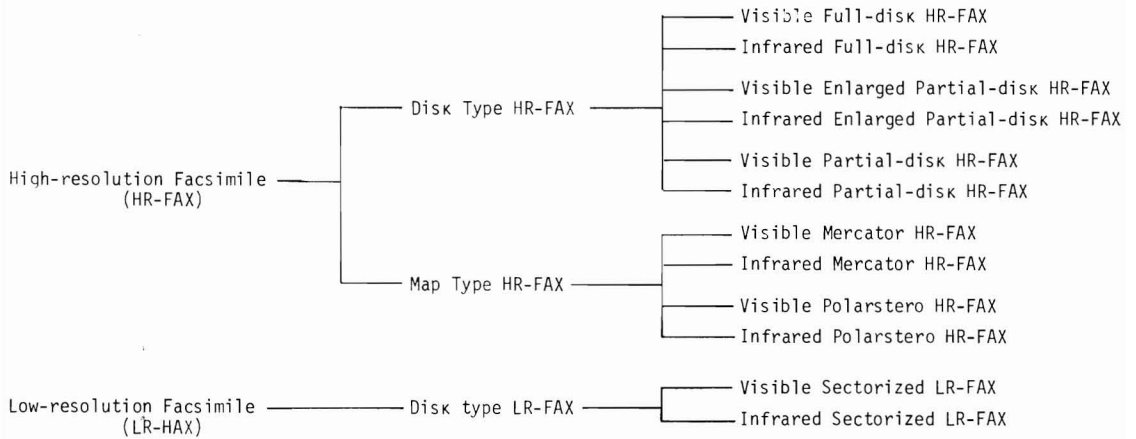 Visible Full-disk HR-FAX
Infrared Full-disk HR-FAX
Visible Enlarged Partial-disk HR-FAX
Disk Type HR-FAX
Infrared Enlarged Partial-disk HR-FAX
Visible Partial-disk HR-FAX
High-resolution Facsimile
(HR-FAX)
Infrared Partial-disk HR-FAX
Visible Mercator HR-FAX
Infrared Mercator HR-FAX
Map Type HR-FAX
Visible Polarstero HR-FAX
Infrared Polarstero HR-FAX
Visible Sectorized LR-FAX
Low-resolution Facsimile
(LR-HAX)
Disk type LR-FAX
Infrared Sectorized LR-FAX